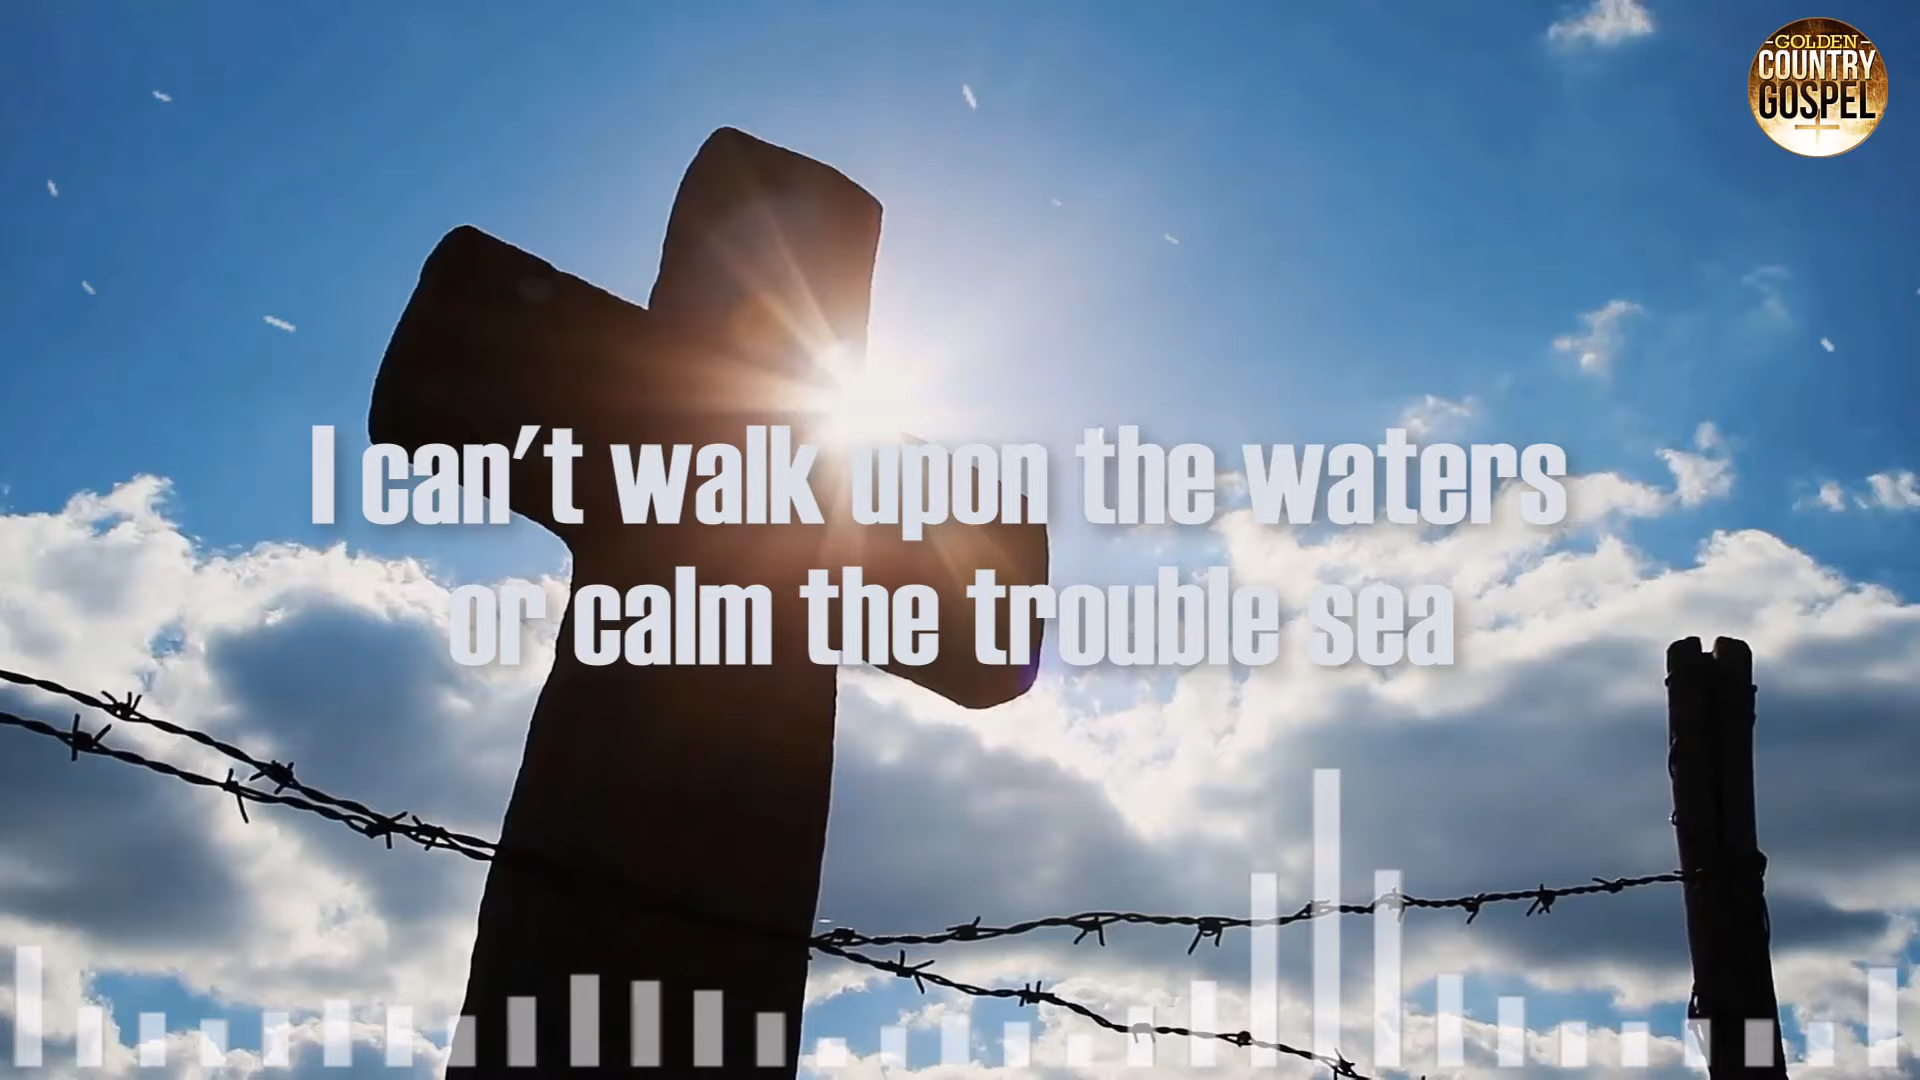 -GOLDEN-
COUNTRY
GOSPEL
I can't walk upon the waters
or calm the trouble sea